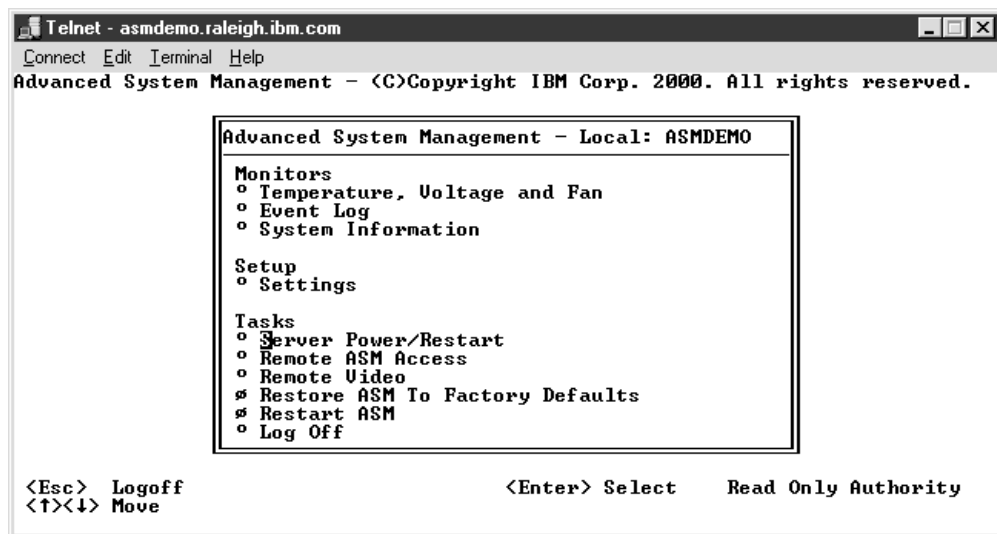 Telnet - asmdemo.raleigh.ibm.com
Connect Edit Terminal Help
Advanced System Management - (C)Copyright IBM Corp. 2000. All rights reserved.
Advanced System Management - Local: ASMDEMO
Monitors
o Temperature, Voltage and Fan
o Event Log
o System Information
Setup
o Settings
Tasks
o Server Power/Restart
o Remote ASM Access
o Remote Video
ø Restore ASM To Factory Defaults
ø Restart ASM
o Log Off
<Esc> Logoff <Enter> Select Read Only Authority
<↑><↓> Move